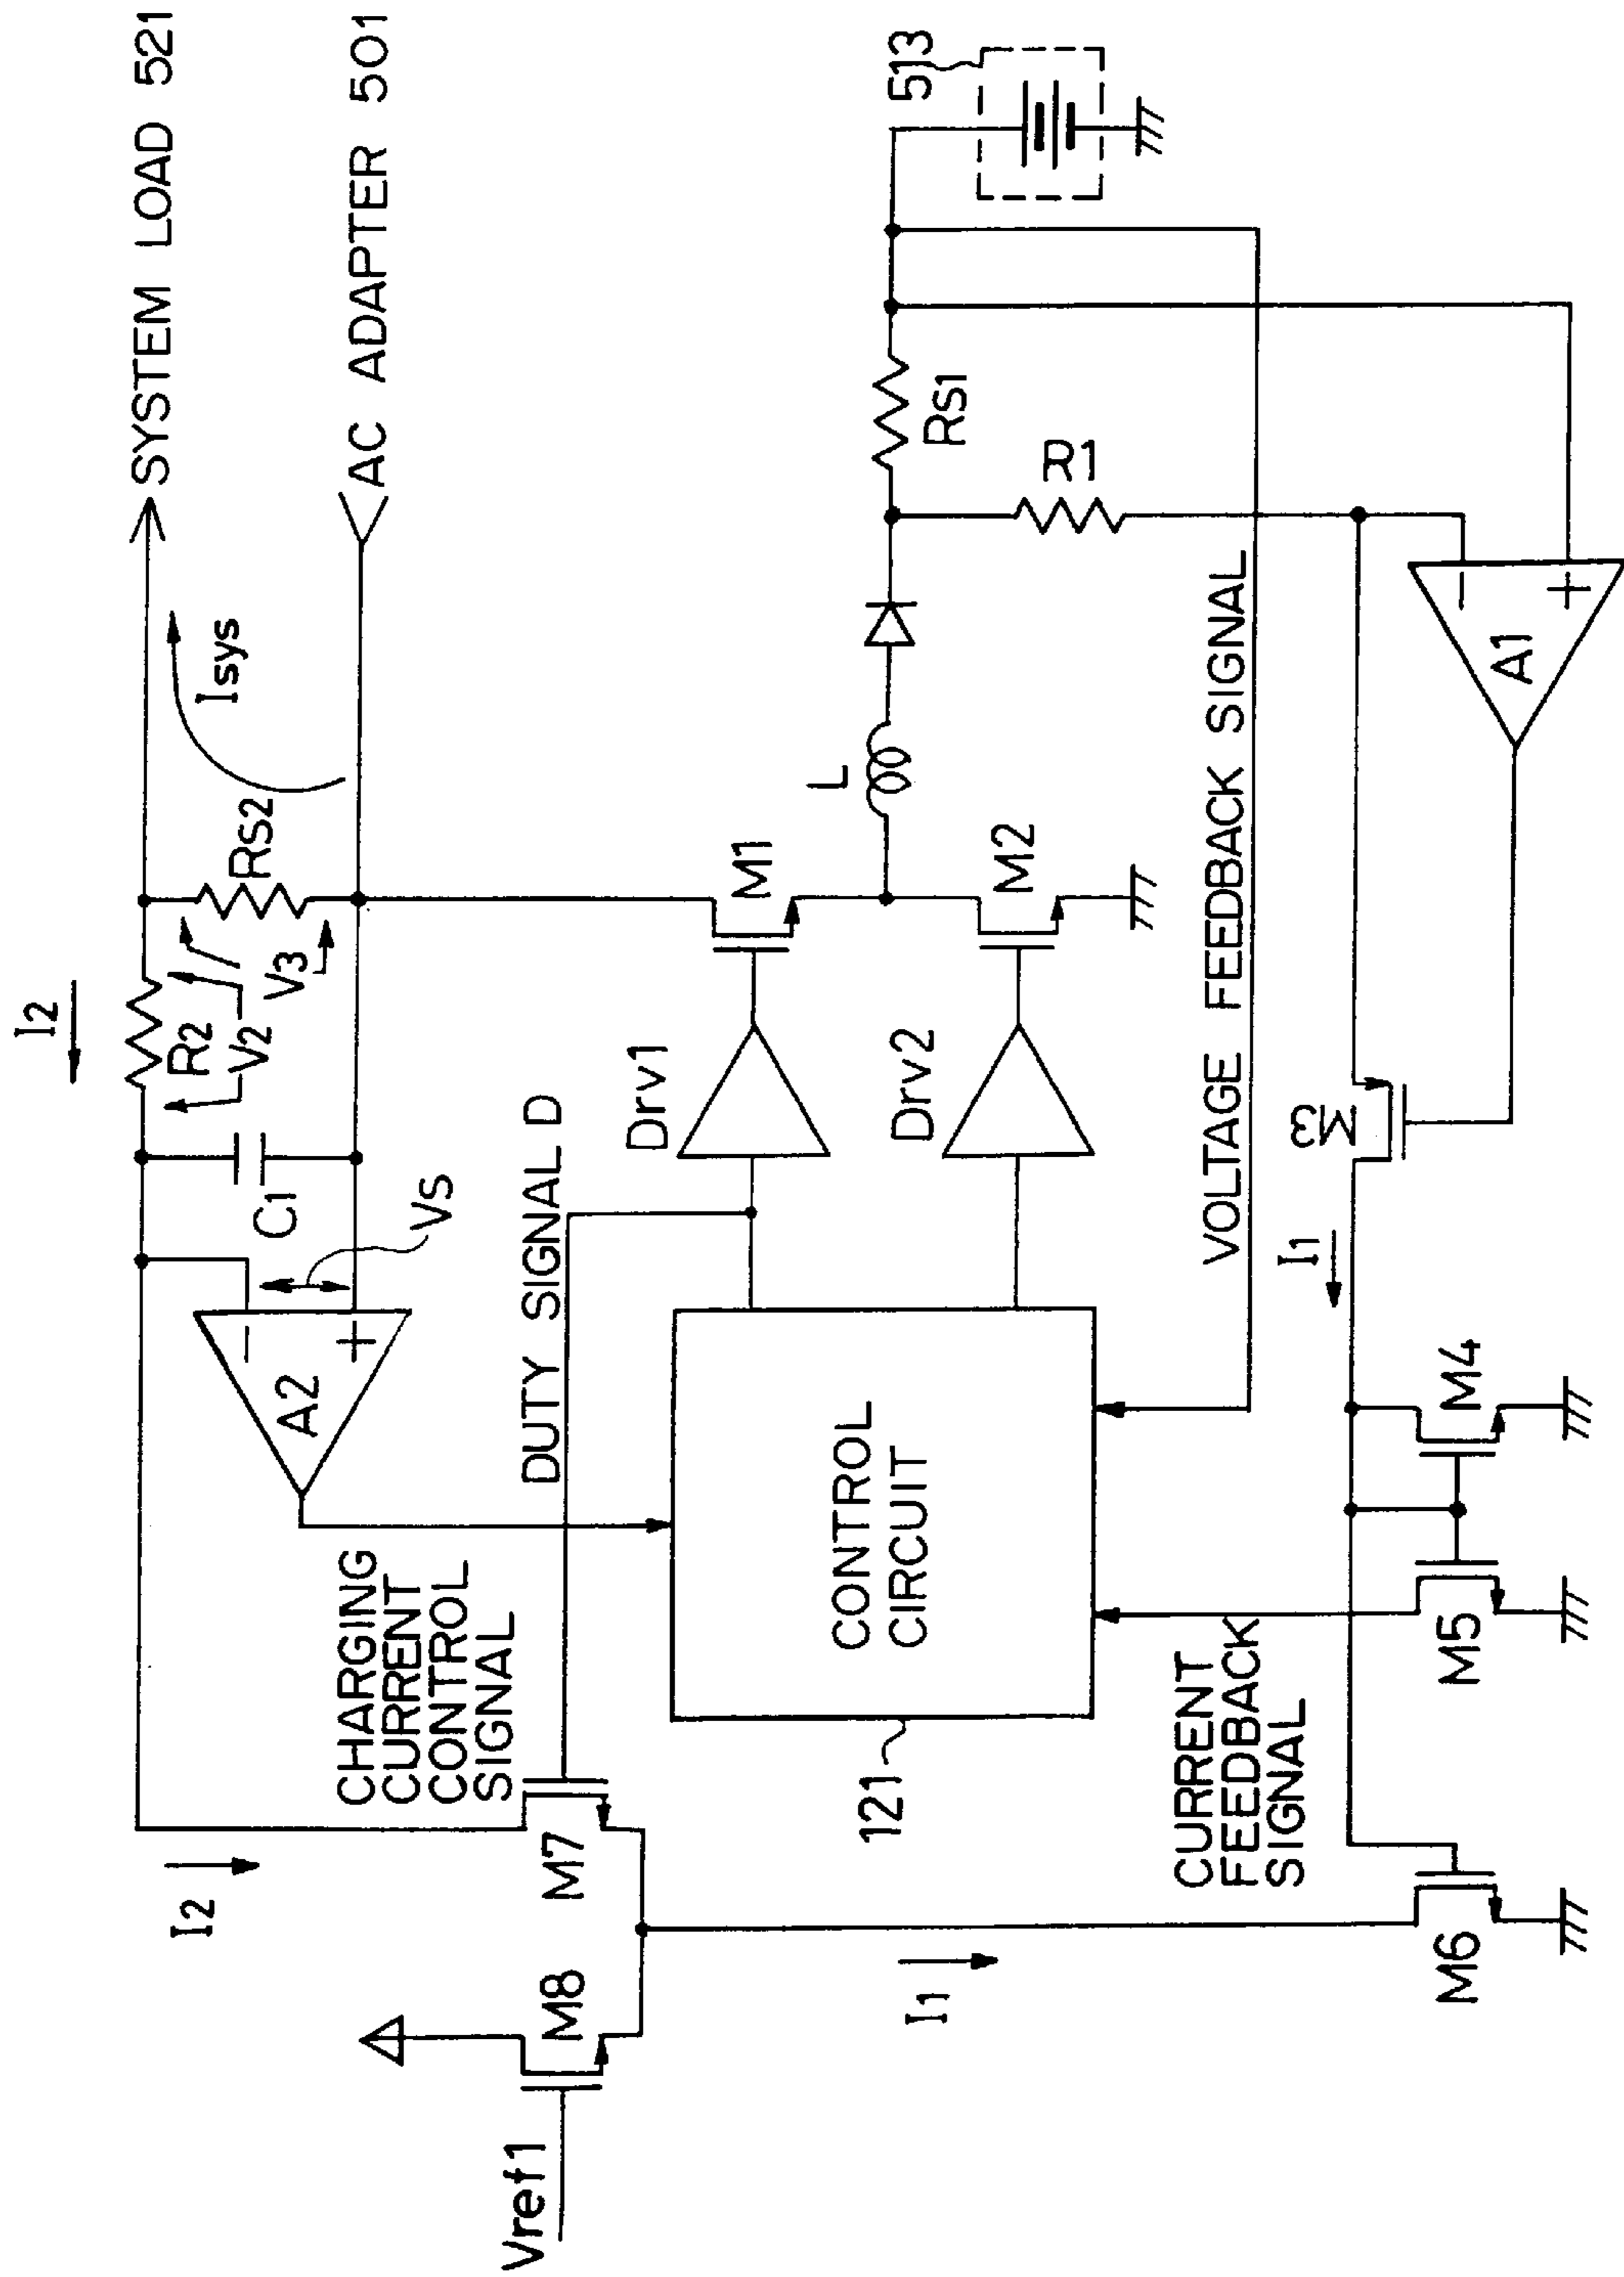 SYSTEM LOAD 521
AC ADAPTER 501
I2
Isys
RS2
R2
V2
V3
C1
VS
A2
513
RS1
R1
L
M1
M2
Drv1
Drv2
DUTY SIGNAL D
VOLTAGE FEEDBACK SIGNAL
A1
M3
I1
CHARGING
CURRENT
CONTROL
SIGNAL
CONTROL
CIRCUIT
121
CURRENT
FEEDBACK
SIGNAL
M4
M5
M6
M7
M8
I2
I1
Vref1
−
+
−
+